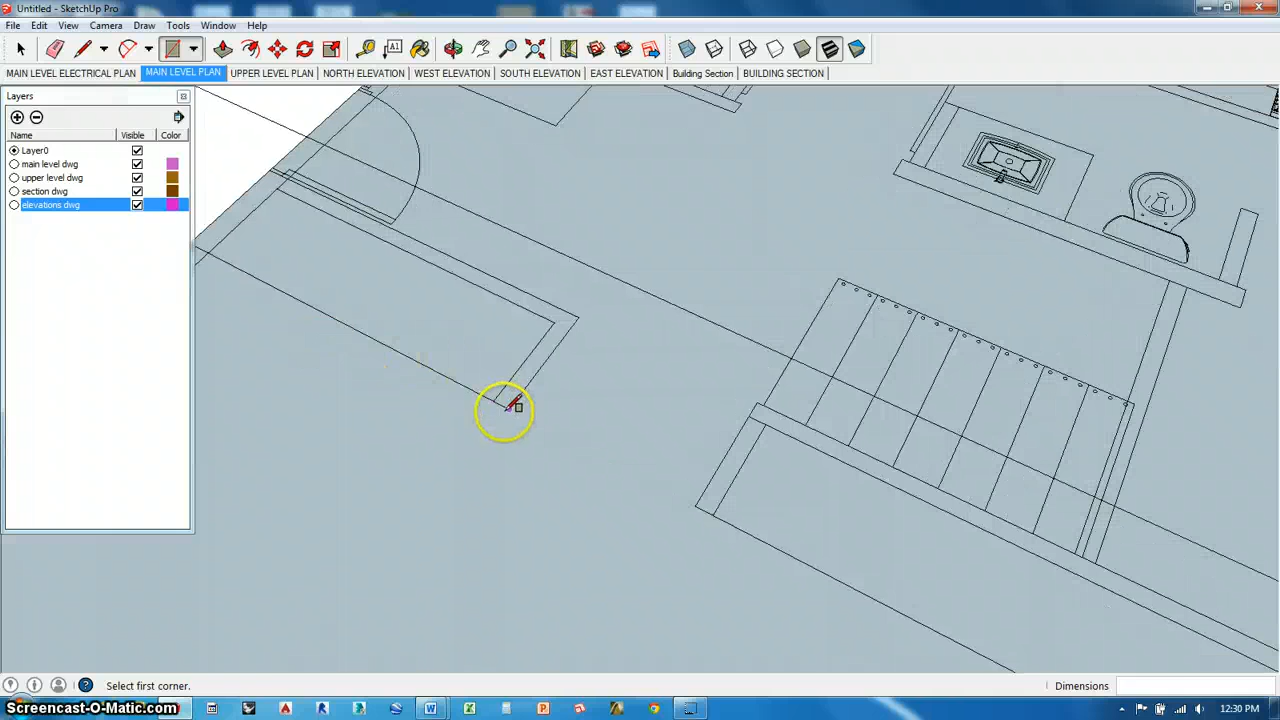 Untitled - SketchUp Pro
File Edit View Camera Draw Tools Window Help
A1
MAIN LEVEL ELECTRICAL PLAN MAIN LEVEL PLAN UPPER LEVEL PLAN NORTH ELEVATION WEST ELEVATION SOUTH ELEVATION EAST ELEVATION Building Section BUILDING SECTION
Layers
Name Visible Color
Layer0
main level dwg
upper level dwg
section dwg
elevations dwg
Select first corner. Dimensions
Screencast-O-Matic.com 12:30 PM